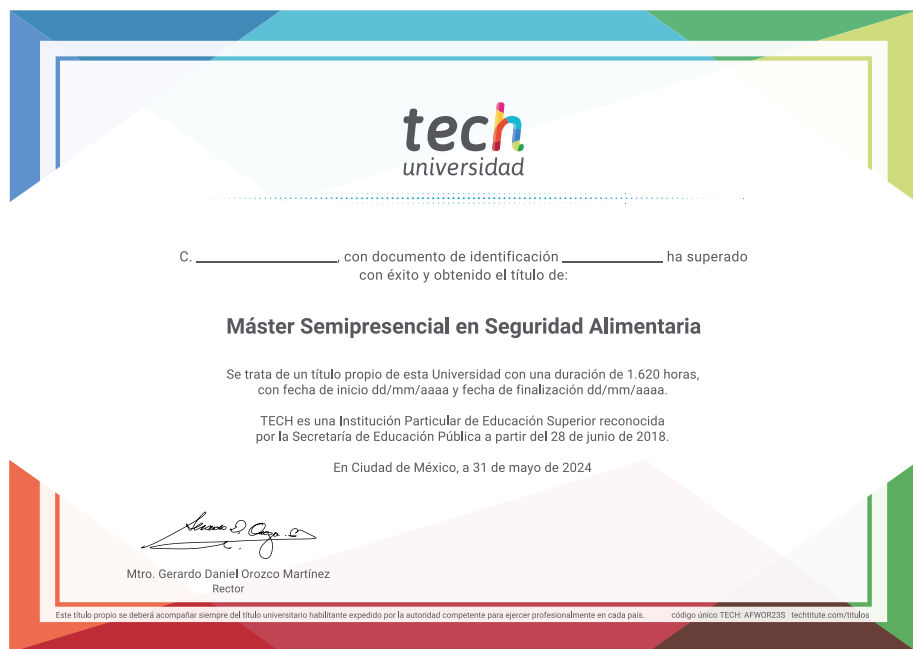 tech
universidad
C. ____________________, con documento de identificación ______________ ha superado
con éxito y obtenido el título de:
Máster Semipresencial en Seguridad Alimentaria
Se trata de un título propio de esta Universidad con una duración de 1.620 horas,
con fecha de inicio dd/mm/aaaa y fecha de finalización dd/mm/aaaa.
TECH es una Institución Particular de Educación Superior reconocida
por la Secretaría de Educación Pública a partir del 28 de junio de 2018.
En Ciudad de México, a 31 de mayo de 2024
Mtro. Gerardo Daniel Orozco Martínez
Rector
Este título propio se deberá acompañar siempre del título universitario habilitante expedido por la autoridad competente para ejercer profesionalmente en cada país. código único TECH: AFWOR23S techtitute.com/titulos